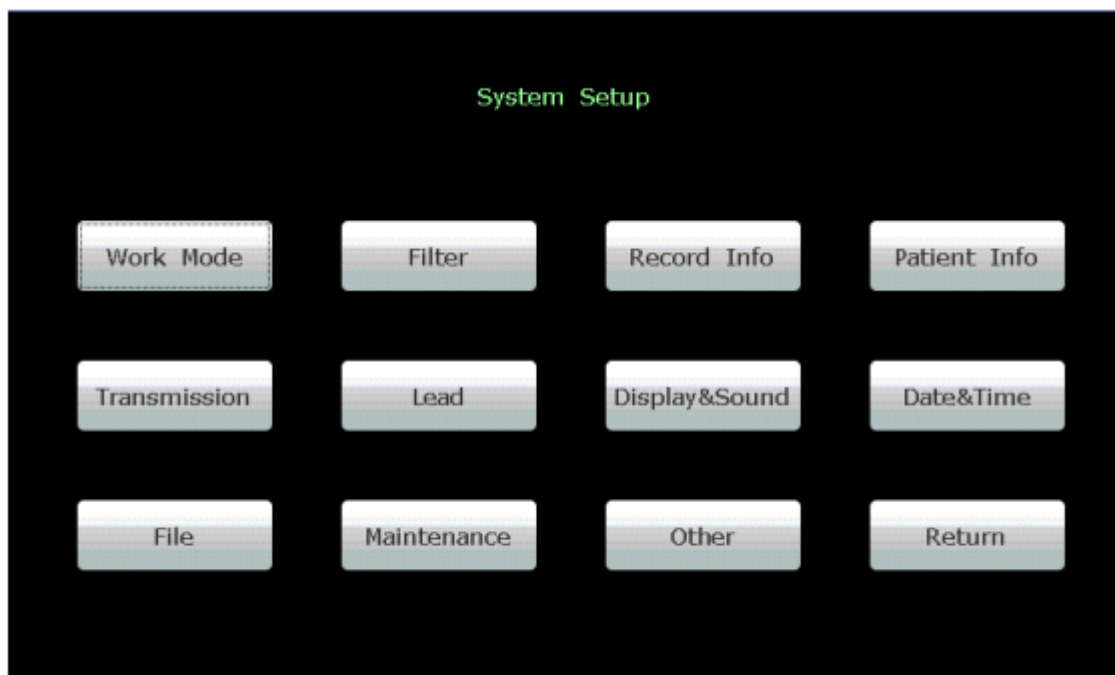 System Setup
Work Mode
Filter
Record Info
Patient Info
Transmission
Lead
Display&Sound
Date&Time
File
Maintenance
Other
Return